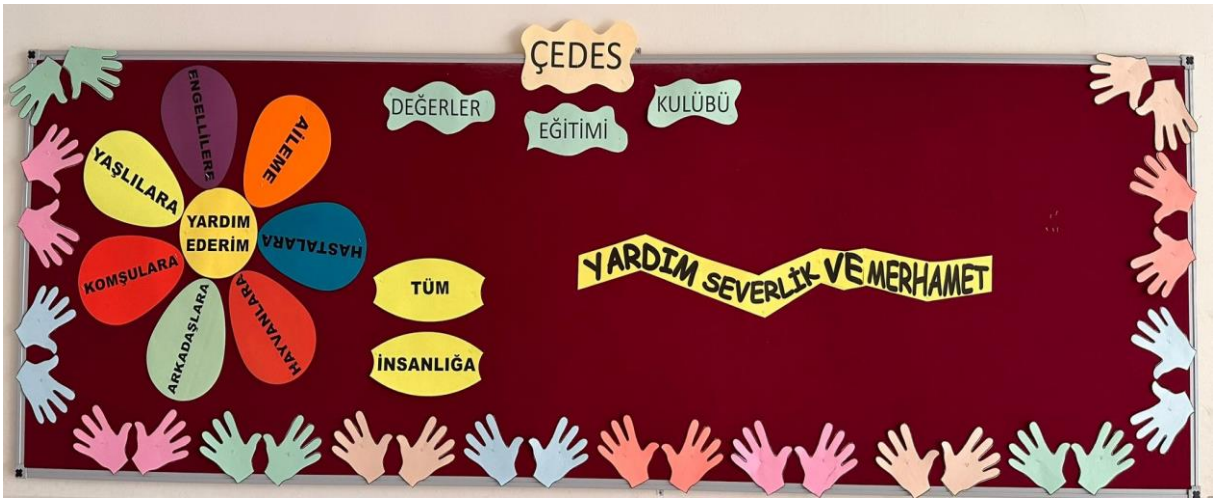 ÇEDES
DEĞERLER
EĞİTİMİ
KULÜBÜ
ENGELLİLERE
AİLEME
YAŞLILARA
HASTALARA
YARDIM
EDERİM
KOMŞULARA
HAYVANLARA
ARKADAŞLARA
TÜM
İNSANLIĞA
YARDIM SEVERLİK VE MERHAMET